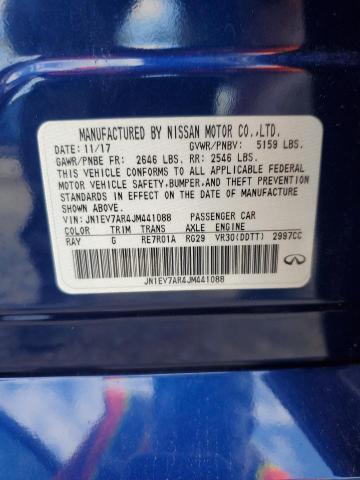 MANUFACTURED BY NISSAN MOTOR CO.,LTD.
DATE: 11/17 GVWR/PNBV: 5159 LBS.
GAWR/PNBE FR: 2646 LBS. RR: 2546 LBS.
THIS VEHICLE CONFORMS TO ALL APPLICABLE FEDERAL
MOTOR VEHICLE SAFETY,BUMPER,AND THEFT PREVENTION
STANDARDS IN EFFECT ON THE DATE OF MANUFACTURE
SHOWN ABOVE.
VIN: JN1EV7AR4JM441088 PASSENGER CAR
COLOR TRIM TRANS AXLE ENGINE
RAY G RE7R01A RG29 VR30(DDTT) 2997CC
JN1EV7AR4JM441088